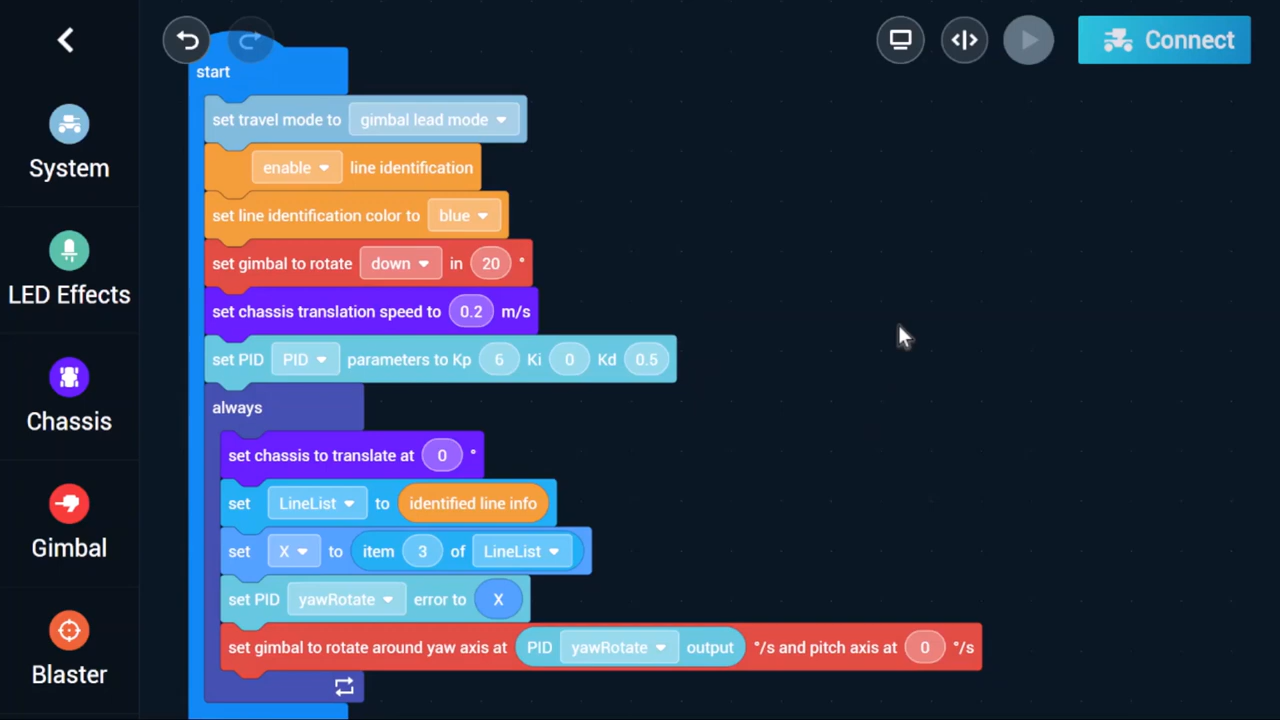 Connect
start
System
LED Effects
Chassis
Gimbal
Blaster
set travel mode to gimbal lead mode
enable line identification
set line identification color to blue
set gimbal to rotate down in 20 °
set chassis translation speed to 0.2 m/s
set PID PID parameters to Kp 6 Ki 0 Kd 0.5
always
set chassis to translate at 0 °
set LineList to identified line info
set X to item 3 of LineList
set PID yawRotate error to X
set gimbal to rotate around yaw axis at PID yawRotate output °/s and pitch axis at 0 °/s